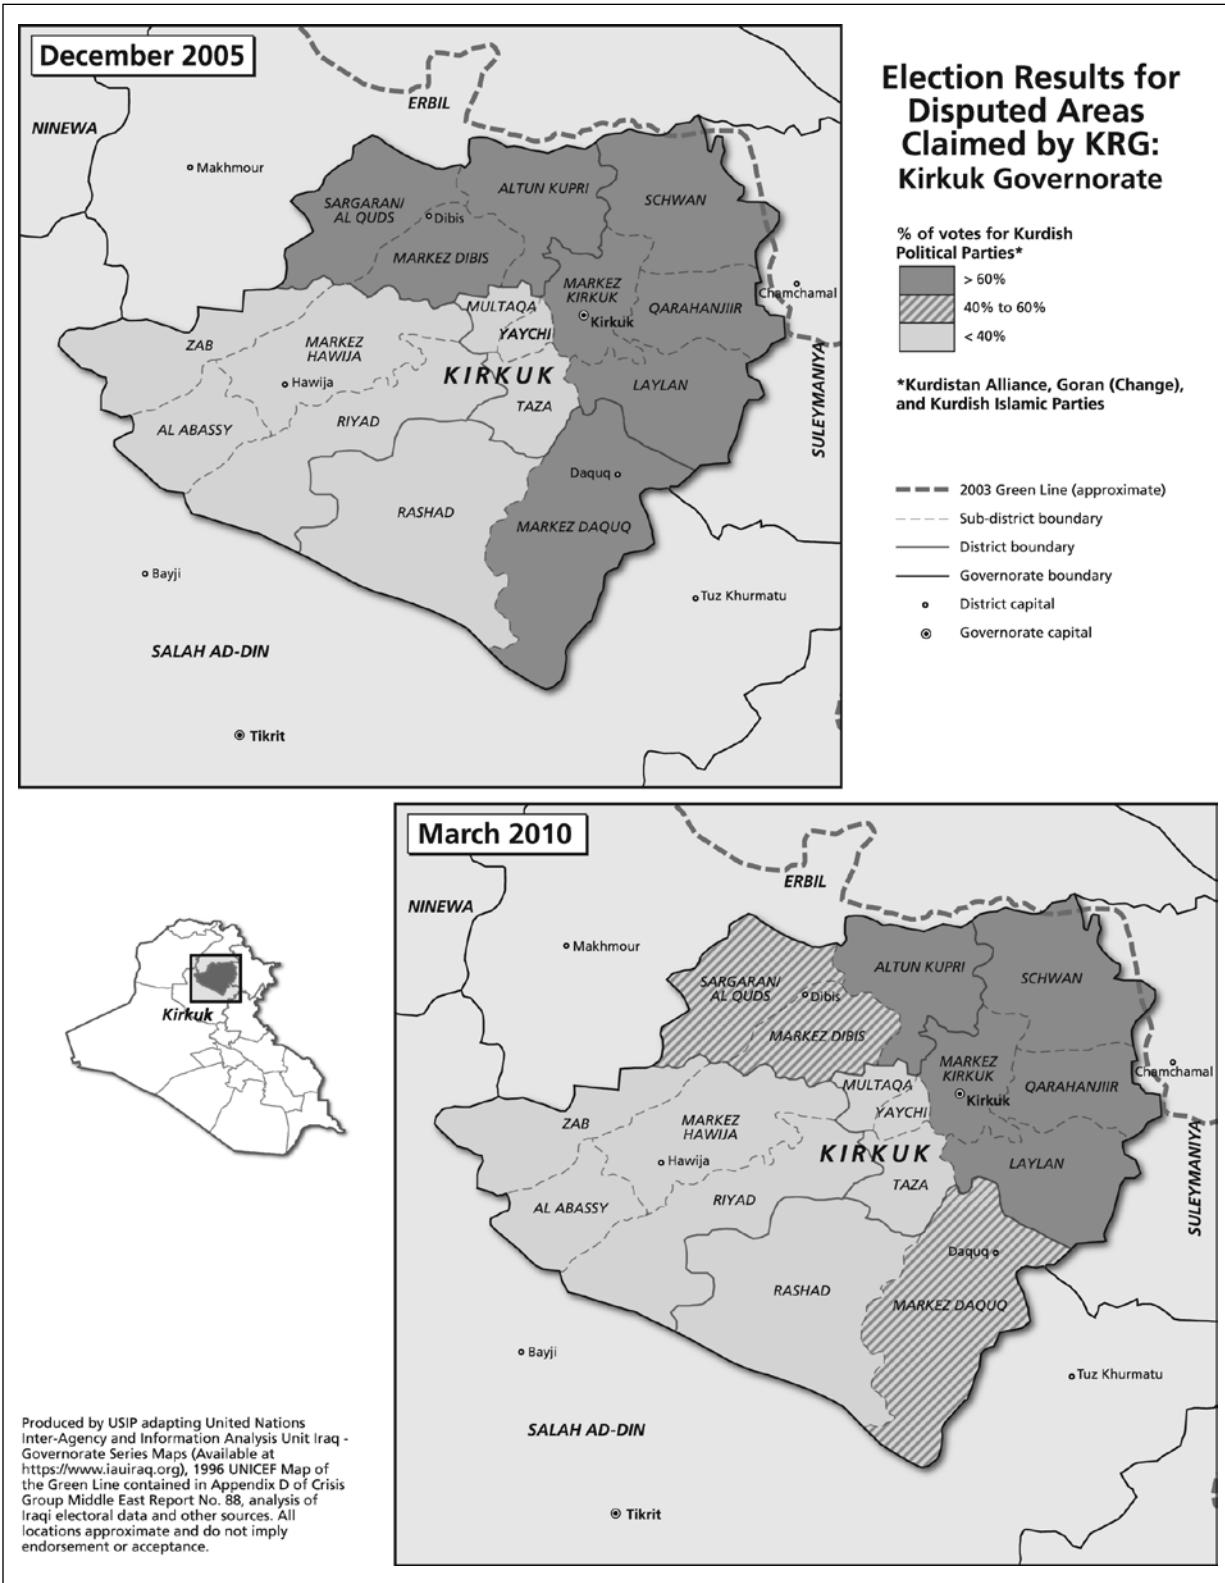 December 2005
ERBIL
NINEWA
Makhmour
ALTUN KUPRI
SARGARANI
AL QUDS
SCHWAN
Dibis
MARKEZ DIBIS
MARKEZ
KIRKUK
Chamchamal
MULTAQA
QARAHANJIIR
Kirkuk
YAYCHI
ZAB
MARKEZ
HAWIJA
KIRKUK
Hawija
LAYLAN
TAZA
SULEYMANIYA
AL ABASSY
RIYAD
Daquq
RASHAD
MARKEZ DAQUQ
Bayji
Tuz Khurmatu
SALAH AD-DIN
Tikrit
Election Results for
Disputed Areas
Claimed by KRG:
Kirkuk Governorate
% of votes for Kurdish
Political Parties*
> 60%
40% to 60%
< 40%
*Kurdistan Alliance, Goran (Change),
and Kurdish Islamic Parties
2003 Green Line (approximate)
Sub-district boundary
District boundary
Governorate boundary
District capital
Governorate capital
March 2010
ERBIL
NINEWA
Makhmour
ALTUN KUPRI
SARGARANI
AL QUDS
SCHWAN
Dibis
MARKEZ DIBIS
MARKEZ
KIRKUK
Chamchamal
MULTAQA
QARAHANJIIR
Kirkuk
YAYCHI
ZAB
MARKEZ
HAWIJA
KIRKUK
Hawija
LAYLAN
TAZA
SULEYMANIYA
AL ABASSY
RIYAD
Daquq
RASHAD
MARKEZ DAQUQ
Bayji
Tuz Khurmatu
SALAH AD-DIN
Tikrit
Kirkuk
Produced by USIP adapting United Nations
Inter-Agency and Information Analysis Unit Iraq -
Governorate Series Maps (Available at
https://www.iauiraq.org), 1996 UNICEF Map of
the Green Line contained in Appendix D of Crisis
Group Middle East Report No. 88, analysis of
Iraqi electoral data and other sources. All
locations approximate and do not imply
endorsement or acceptance.